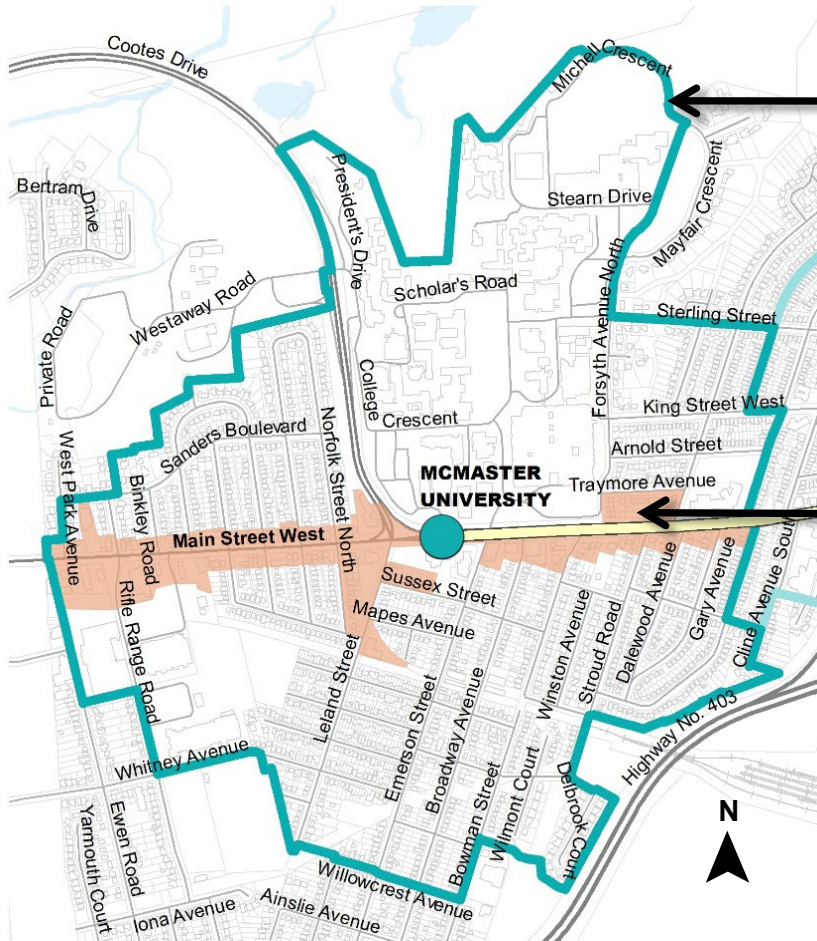 Cootes Drive
Michell Crescent
Bertram Drive
President's Drive
Stearn Drive
Mayfair Crescent
Forsyth Avenue North
Scholar's Road
Westaway Road
Private Road
Sterling Street
College
Crescent
King Street West
Sanders Boulevard
Norfolk Street North
Arnold Street
West Park Avenue
Binkley Road
MCMASTER
UNIVERSITY
Traymore Avenue
Main Street West
Sussex Street
Mapes Avenue
Rifle Range Road
Leland Street
Emerson Street
Broadway Avenue
Winston Avenue
Stroud Road
Dalewood Avenue
Gary Avenue
Cline Avenue South
Highway No. 403
Whitney Avenue
Bowman Street
Wilmont Court
Delbrook Court
N
Yarmouth Court
Ewen Road
Willowcrest Avenue
Iona Avenue
Ainslie Avenue